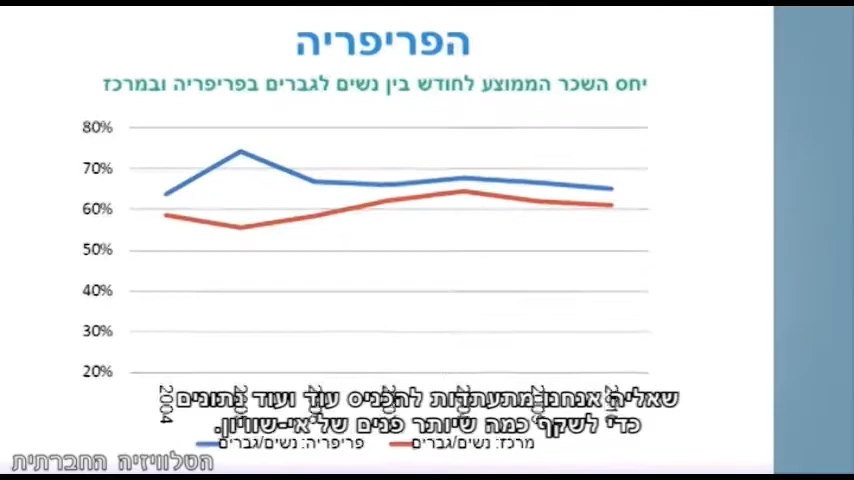 הפריפריה
יחס השכר הממוצע לחודש בין נשים לגברים בפריפריה ובמרכז
80%
70%
60%
50%
40%
30%
20%
2004
שאליה אנחנו מתעתדות להכניס עוד ועוד נתונים
כדי לשקף כמה שיותר פנים של אי-שוויון.
פריפריה: נשים/גברים
מרכז: נשים/גברים
הטלוויזיה החברתית